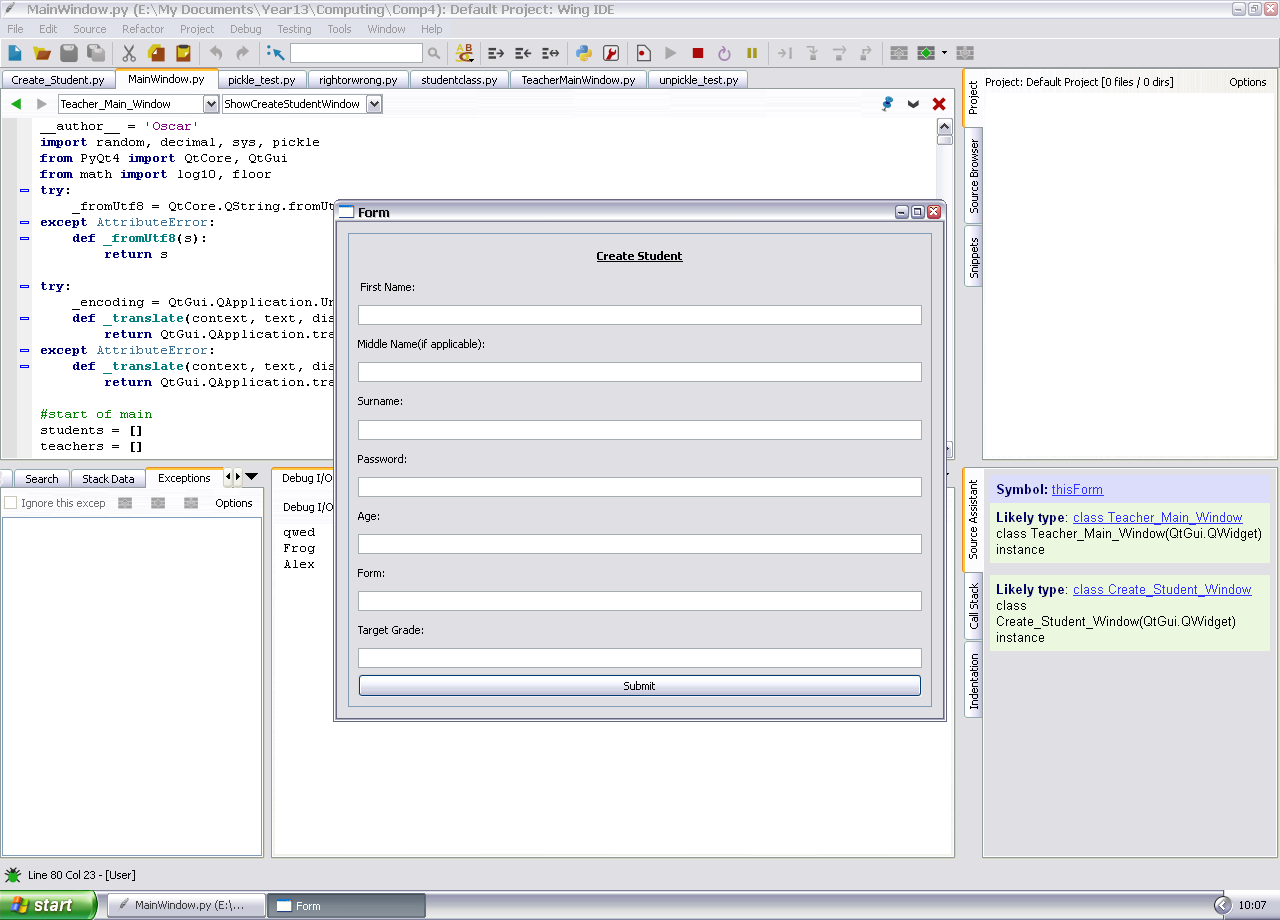 MainWindow.py (E:\My Documents\Year13\Computing\Comp4): Default Project: Wing IDE
File Edit Source Refactor Project Debug Testing Tools Window Help
Create_Student.py MainWindow.py pickle_test.py rightorwrong.py studentclass.py TeacherMainWindow.py unpickle_test.py
Teacher_Main_Window ShowCreateStudentWindow
__author__ = 'Oscar'
import random, decimal, sys, pickle
from PyQt4 import QtCore, QtGui
from math import log10, floor
try:
_fromUtf8 = QtCore.QString.fromUt
except AttributeError:
def _fromUtf8(s):
return s
try:
_encoding = QtGui.QApplication.Un
def _translate(context, text, dis
return QtGui.QApplication.tra
except AttributeError:
def _translate(context, text, dis
return QtGui.QApplication.tra
#start of main
students = []
teachers = []
Form
Create Student
First Name:
Middle Name(if applicable):
Surname:
Password:
Age:
Form:
Target Grade:
Submit
Project
Source Browser
Snippets
Project: Default Project [0 files / 0 dirs] Options
Search Stack Data Exceptions
Ignore this excep Options
Debug I/O
Debug I/O
qwed
Frog
Alex
Source Assistant
Call Stack
Indentation
Symbol: thisForm
Likely type: class Teacher_Main_Window
class Teacher_Main_Window(QtGui.QWidget)
instance
Likely type: class Create_Student_Window
class
Create_Student_Window(QtGui.QWidget)
instance
Line 80 Col 23 - [User]
start MainWindow.py (E:\... Form 10:07